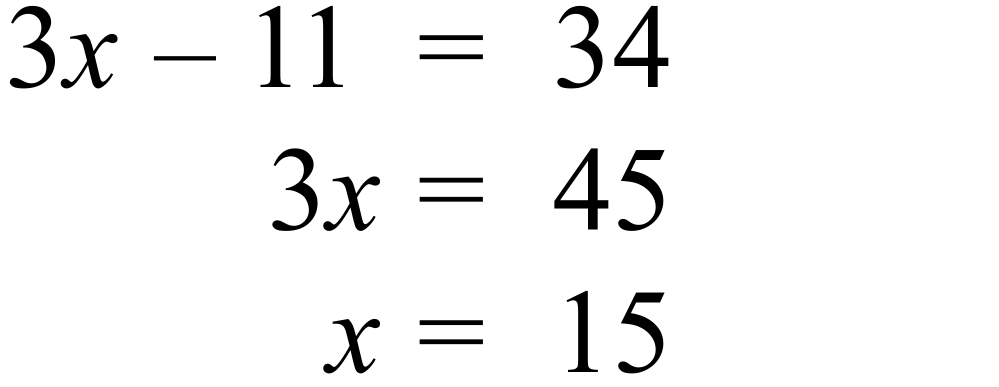 3x − 11 = 34
3x = 45
x = 15